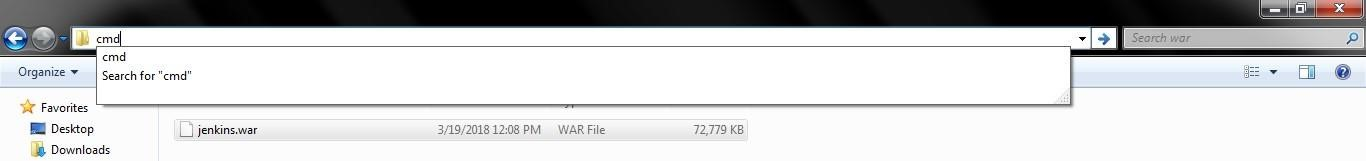 cmd
Search war
cmd
Search for "cmd"
Organize
Favorites
Desktop
Downloads
jenkins.war 3/19/2018 12:08 PM WAR File 72,779 KB